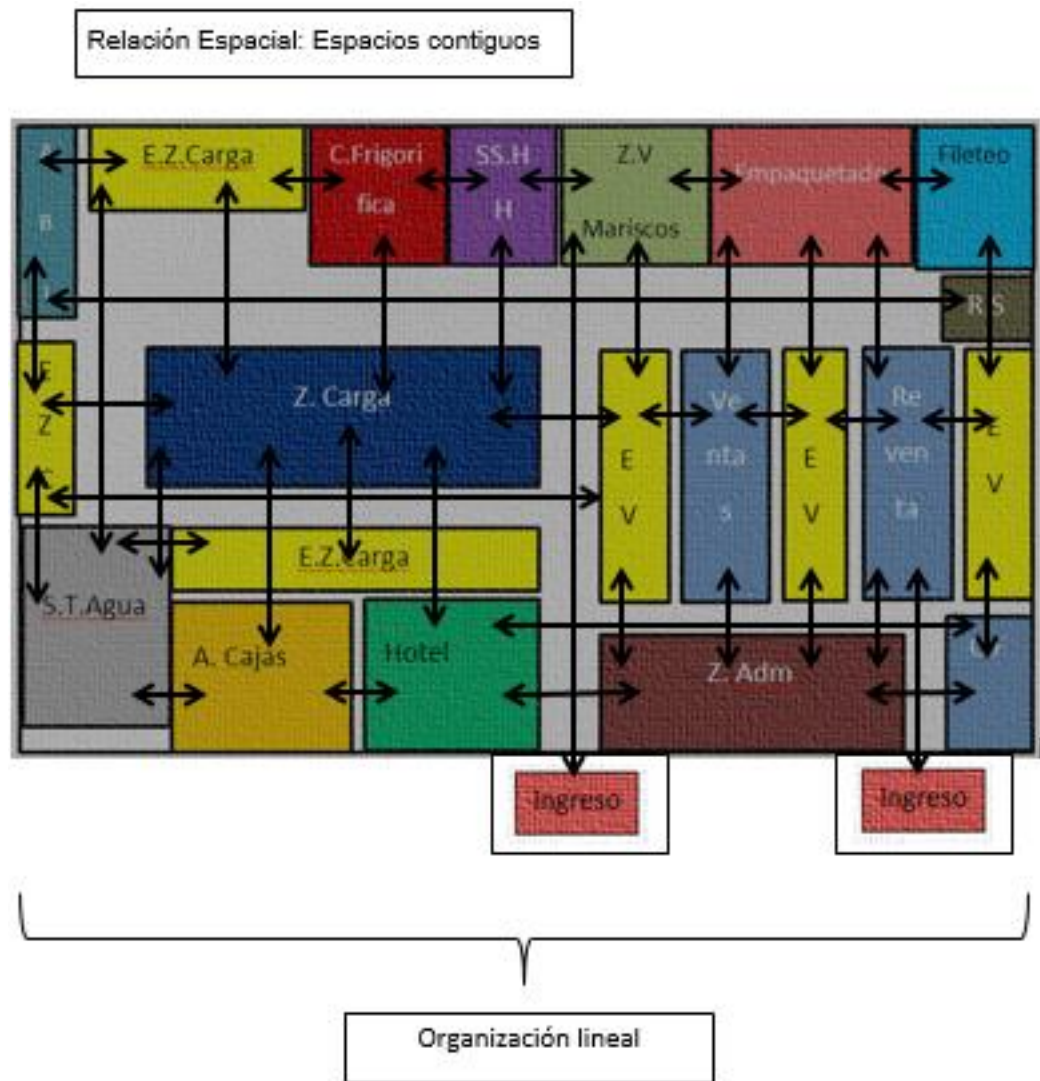 Relación Espacial: Espacios contiguos
A
B
E.Z.Carga
C.Frigori
fica
SS.H
H
Z.V
Mariscos
Empaquetado
Fileteo
R.S
E
Z
C
Z. Carga
E
V
Ve
nta
s
E
V
Re
ven
ta
E
V
E.Z.Carga
S.T.Agua
A. Cajas
Hotel
Z. Adm
Ingreso
Ingreso
Organización lineal